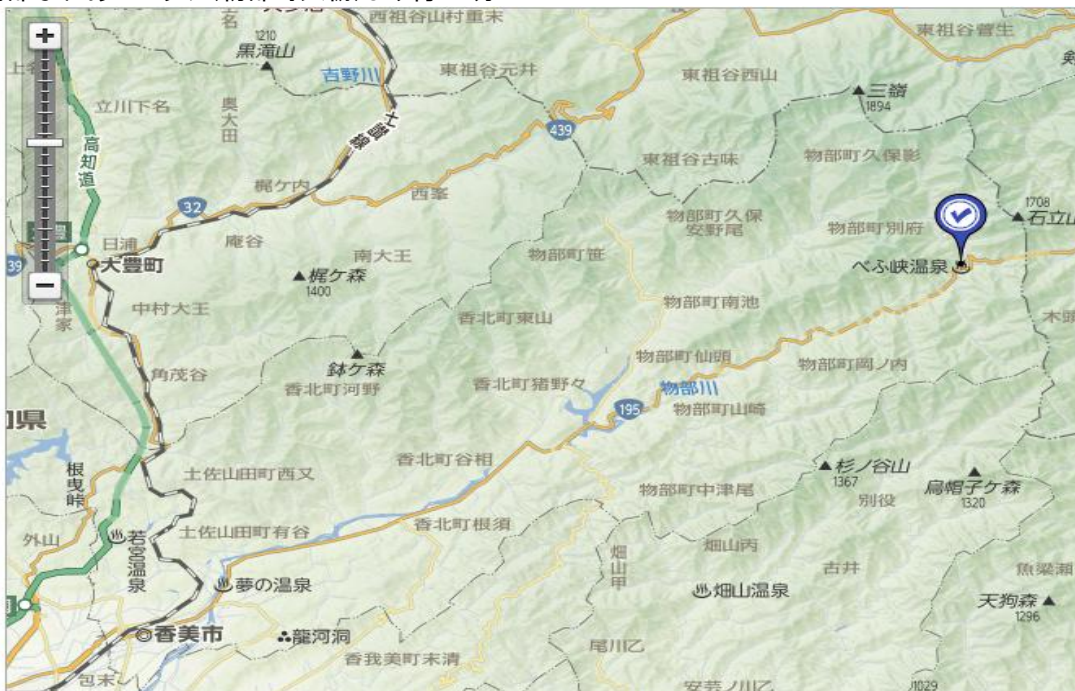 1210
黒滝山
西祖谷山村重末
東祖谷菅生
吉野川
東祖谷元井
東祖谷西山
三嶺
1894
立川下名
奥大田
土讃線
439
高知道
東祖谷古味
物部町久保影
梶ケ内
西峯
32
物部町久保
安野尾
1708
石立山
物部町別府
日浦
庵谷
南大王
物部町笹
べふ峡温泉
39
大豊町
梶ケ森
1400
中村大王
津家
物部町南池
香北町東山
木頭
鉢ケ森
物部町仙頭
物部町岡ノ内
角茂谷
香北町河野
香北町猪野々
物部川
195
物部町山崎
県
根曳峠
土佐山田町西又
香北町谷相
杉ノ谷山
1367
烏帽子ケ森
1320
別役
物部町中津尾
外山
若宮温泉
土佐山田町有谷
香北町根須
畑山甲
畑山丙
古井
魚梁瀬
夢の温泉
畑山温泉
天狗森
1296
香美市
龍河洞
尾川乙
香我美町末清
包末
安芸ノ川乙
1029